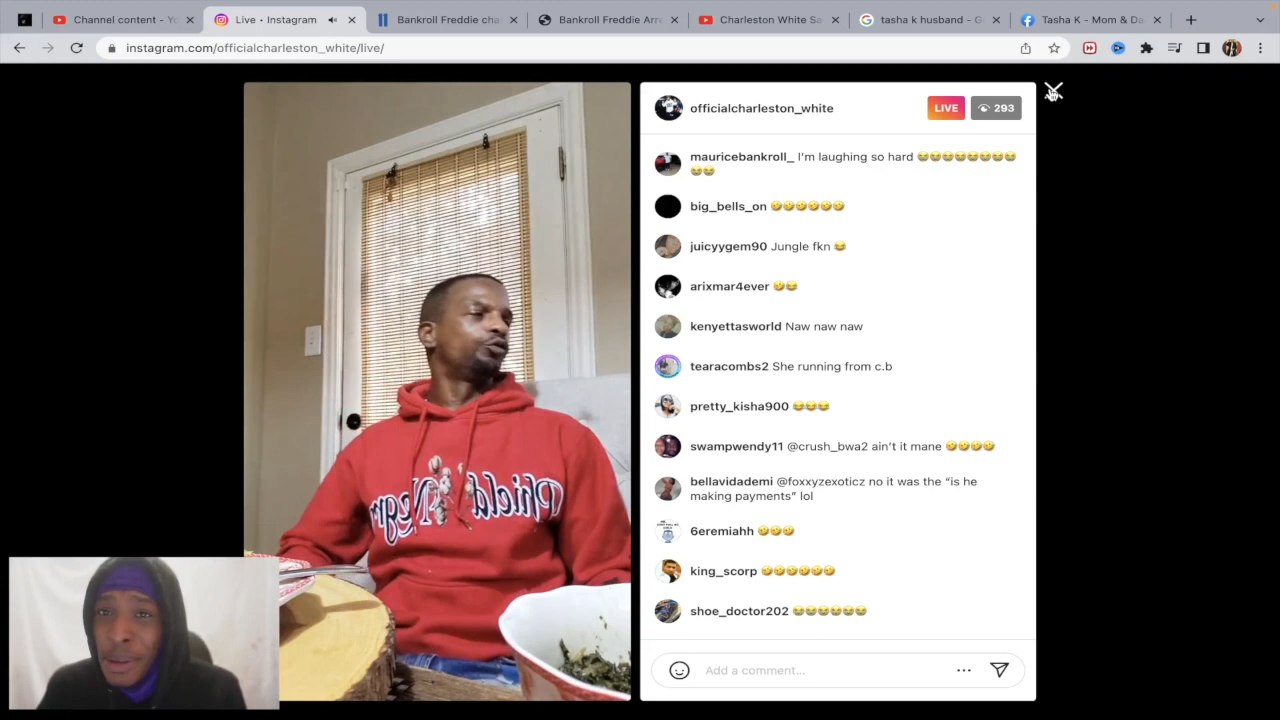 Channel content - Yo
Live • Instagram
Bankroll Freddie cha
Bankroll Freddie Arre
Charleston White Sa
tasha k husband - G
Tasha K - Mom & Da
instagram.com/officialcharleston_white/live/
officialcharleston_white
LIVE
293
mauricebankroll_ I'm laughing so hard 😂😂😂😂😂😂😂😂
😂😂
big_bells_on 🤣🤣🤣🤣🤣🤣
juicyygem90 Jungle fkn 😂
arixmar4ever 🤣😂
kenyettasworld Naw naw naw
tearacombs2 She running from c.b
pretty_kisha900 😂😂😂
swampwendy11 @crush_bwa2 ain't it mane 🤣🤣🤣🤣
bellavidademi @foxxyzexoticz no it was the "is he
making payments" lol
6eremiahh 🤣🤣🤣
king_scorp 🤣🤣🤣🤣🤣🤣
shoe_doctor202 😂😂😂😂😂😂
Add a comment...
Phield Negr